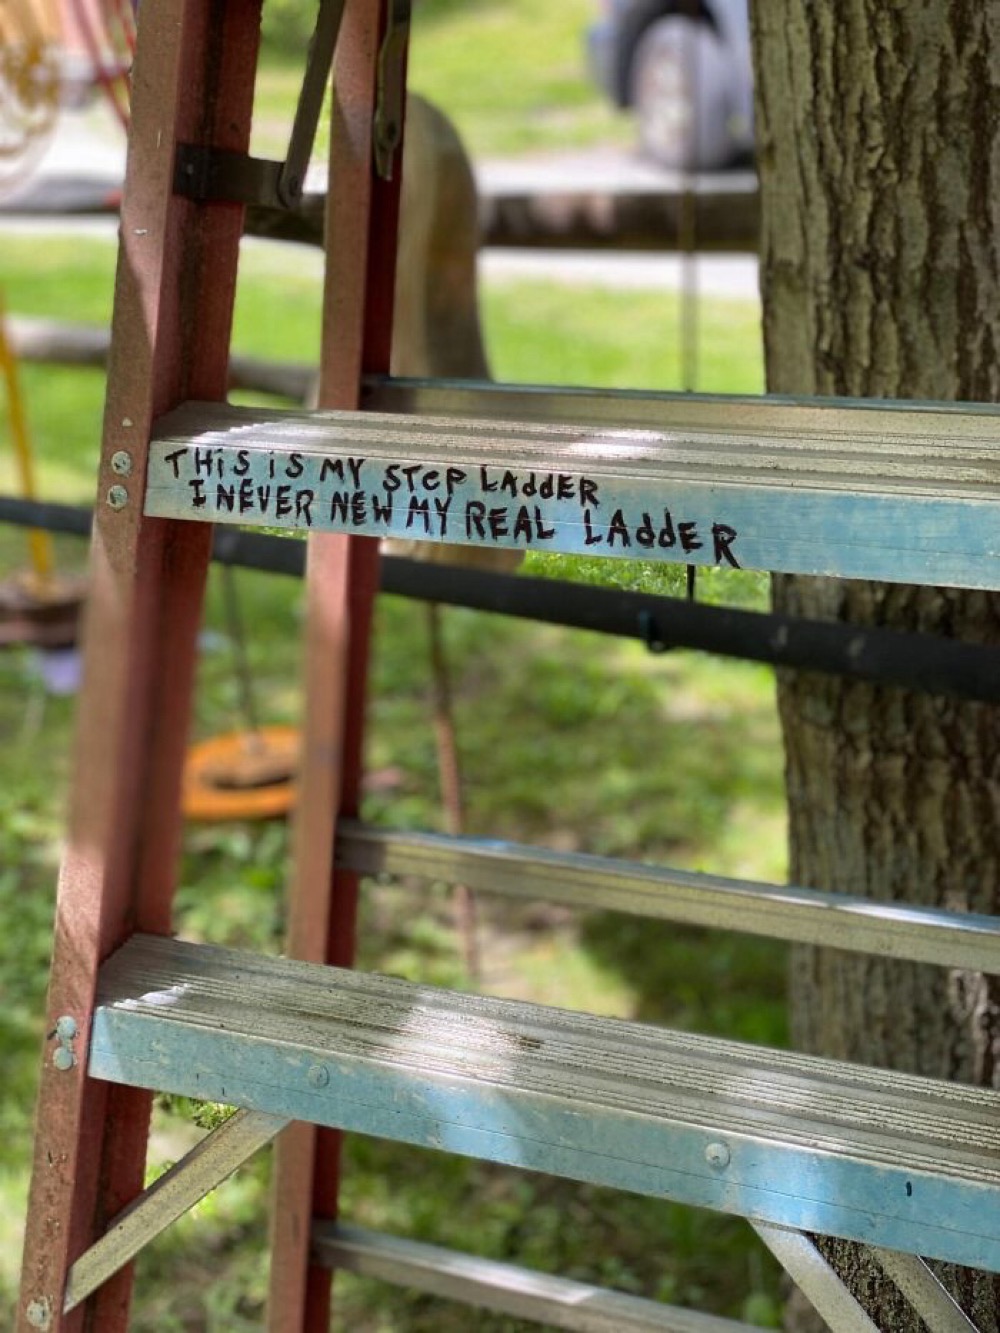 THiS iS MY STEP LAddER
I NEVER NEW MY REAL LAddER